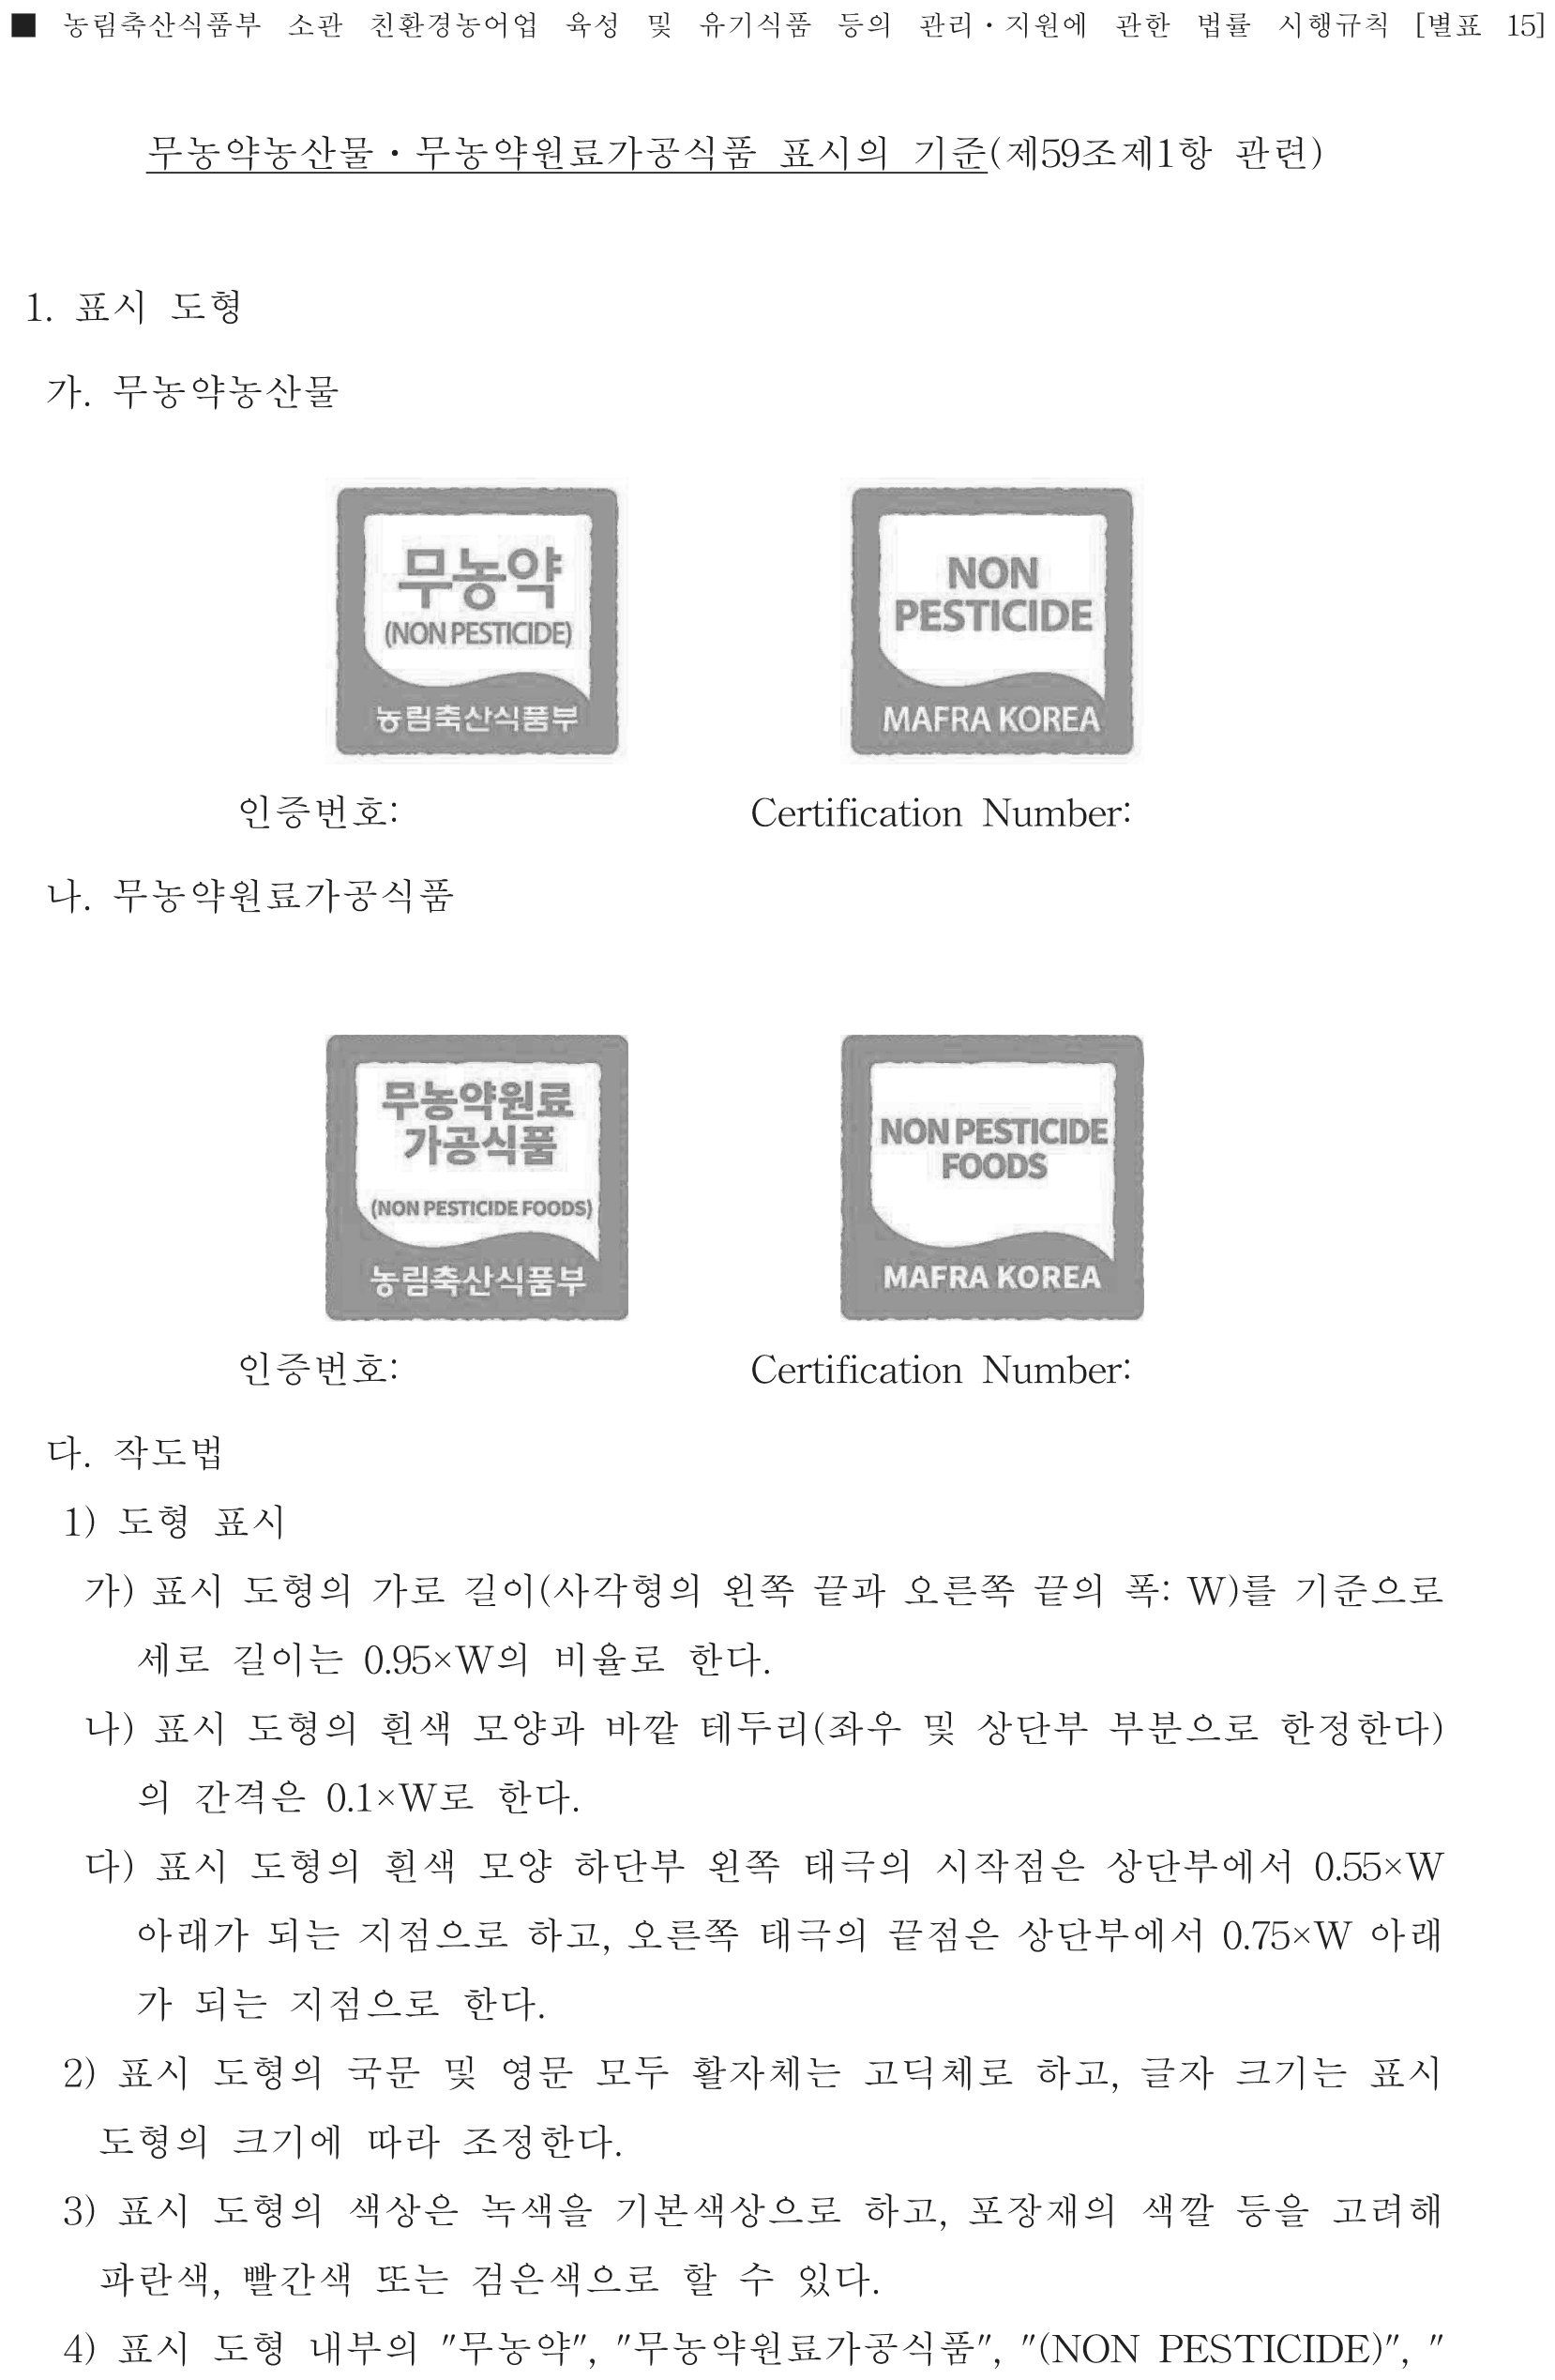 ■ 농림축산식품부 소관 친환경농어업 육성 및 유기식품 등의 관리·지원에 관한 법률 시행규칙 [별표 15]
무농약농산물·무농약원료가공식품 표시의 기준(제59조제1항 관련)
1. 표시 도형
가. 무농약농산물
무농약
(NON PESTICIDE)
농림축산식품부
NON
PESTICIDE
MAFRA KOREA
인증번호: Certification Number:
나. 무농약원료가공식품
무농약원료
가공식품
(NON PESTICIDE FOODS)
농림축산식품부
NON PESTICIDE
FOODS
MAFRA KOREA
인증번호: Certification Number:
다. 작도법
1) 도형 표시
가) 표시 도형의 가로 길이(사각형의 왼쪽 끝과 오른쪽 끝의 폭: W)를 기준으로
세로 길이는 0.95×W의 비율로 한다.
나) 표시 도형의 흰색 모양과 바깥 테두리(좌우 및 상단부 부분으로 한정한다)
의 간격은 0.1×W로 한다.
다) 표시 도형의 흰색 모양 하단부 왼쪽 태극의 시작점은 상단부에서 0.55×W
아래가 되는 지점으로 하고, 오른쪽 태극의 끝점은 상단부에서 0.75×W 아래
가 되는 지점으로 한다.
2) 표시 도형의 국문 및 영문 모두 활자체는 고딕체로 하고, 글자 크기는 표시
도형의 크기에 따라 조정한다.
3) 표시 도형의 색상은 녹색을 기본색상으로 하고, 포장재의 색깔 등을 고려해
파란색, 빨간색 또는 검은색으로 할 수 있다.
4) 표시 도형 내부의 "무농약", "무농약원료가공식품", "(NON PESTICIDE)", "